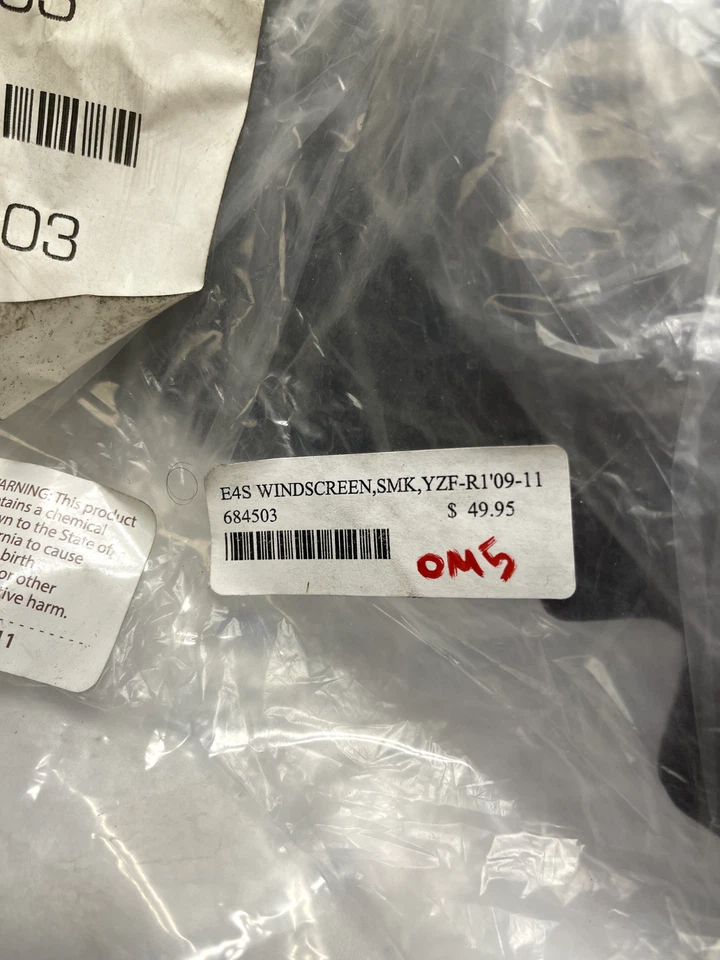 03
WARNING: This product
tains a chemical
wn to the State of
rnia to cause
birth
or other
tive harm.
11
E4S WINDSCREEN,SMK,YZF-R1'09-11
684503
$ 49.95
OM5